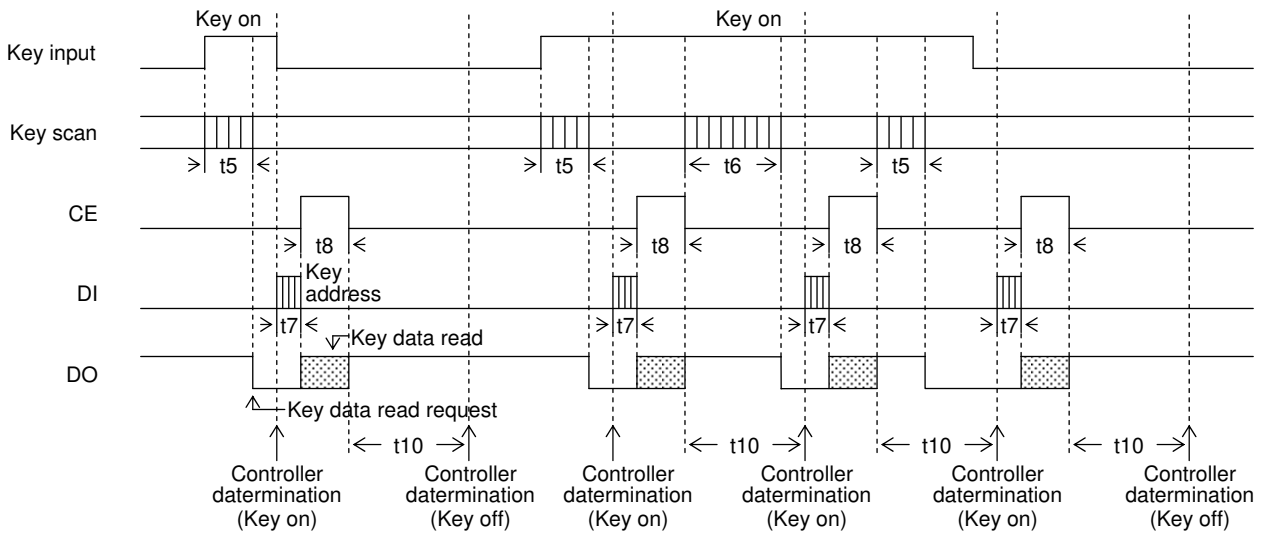 Key on
Key on
Key input
Key scan
t5
t5
t6
t5
CE
t8
t8
t8
t8
Key
address
DI
t7
t7
t7
t7
Key data read
DO
Key data read request
t10
t10
t10
t10
Controller
datermination
(Key on)
Controller
datermination
(Key off)
Controller
datermination
(Key on)
Controller
datermination
(Key on)
Controller
datermination
(Key on)
Controller
datermination
(Key off)